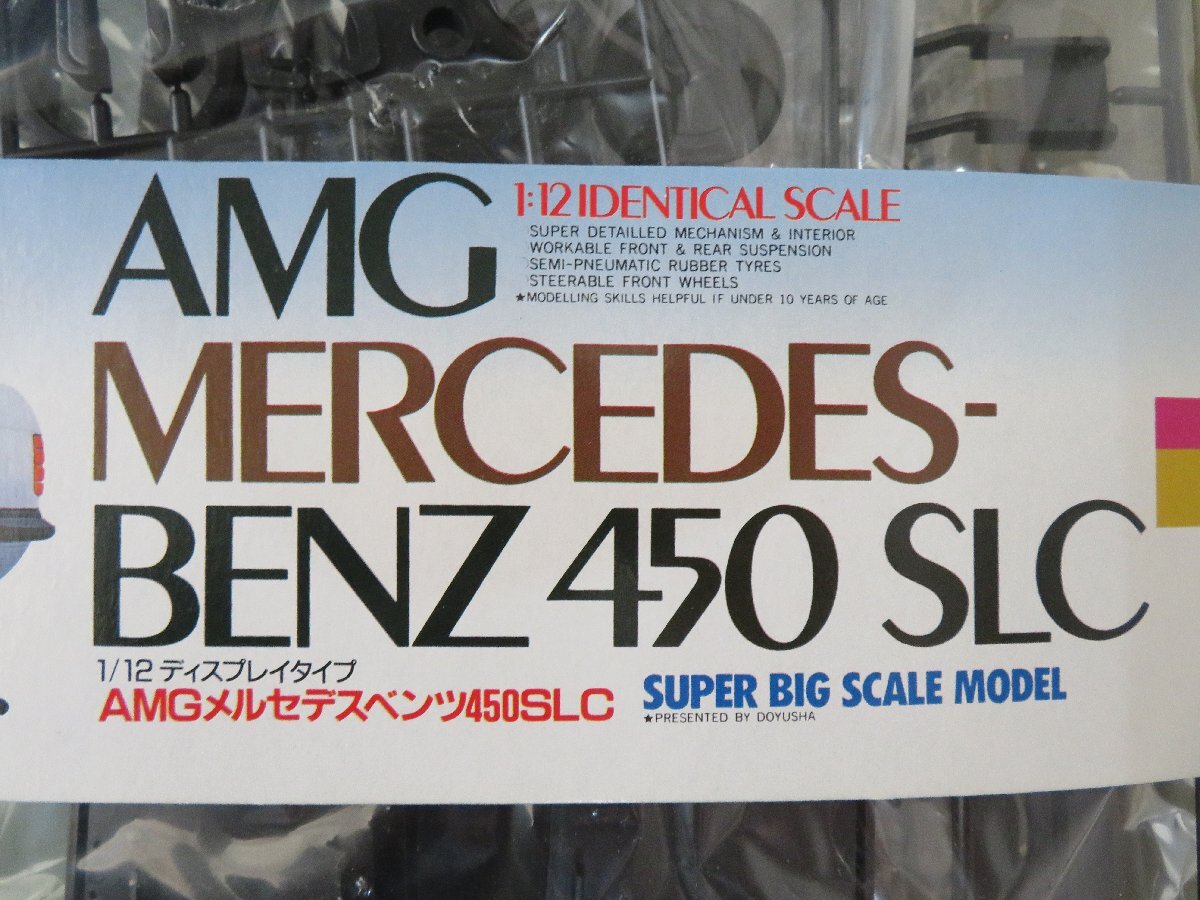 AMG
1:12 IDENTICAL SCALE
SUPER DETAILLED MECHANISM & INTERIOR
WORKABLE FRONT & REAR SUSPENSION
SEMI-PNEUMATIC RUBBER TYRES
STEERABLE FRONT WHEELS
★MODELLING SKILLS HELPFUL IF UNDER 10 YEARS OF AGE
MERCEDES-
BENZ 450 SLC
1/12 ディスプレイタイプ
AMGメルセデスベンツ450SLC
SUPER BIG SCALE MODEL
★PRESENTED BY DOYUSHA